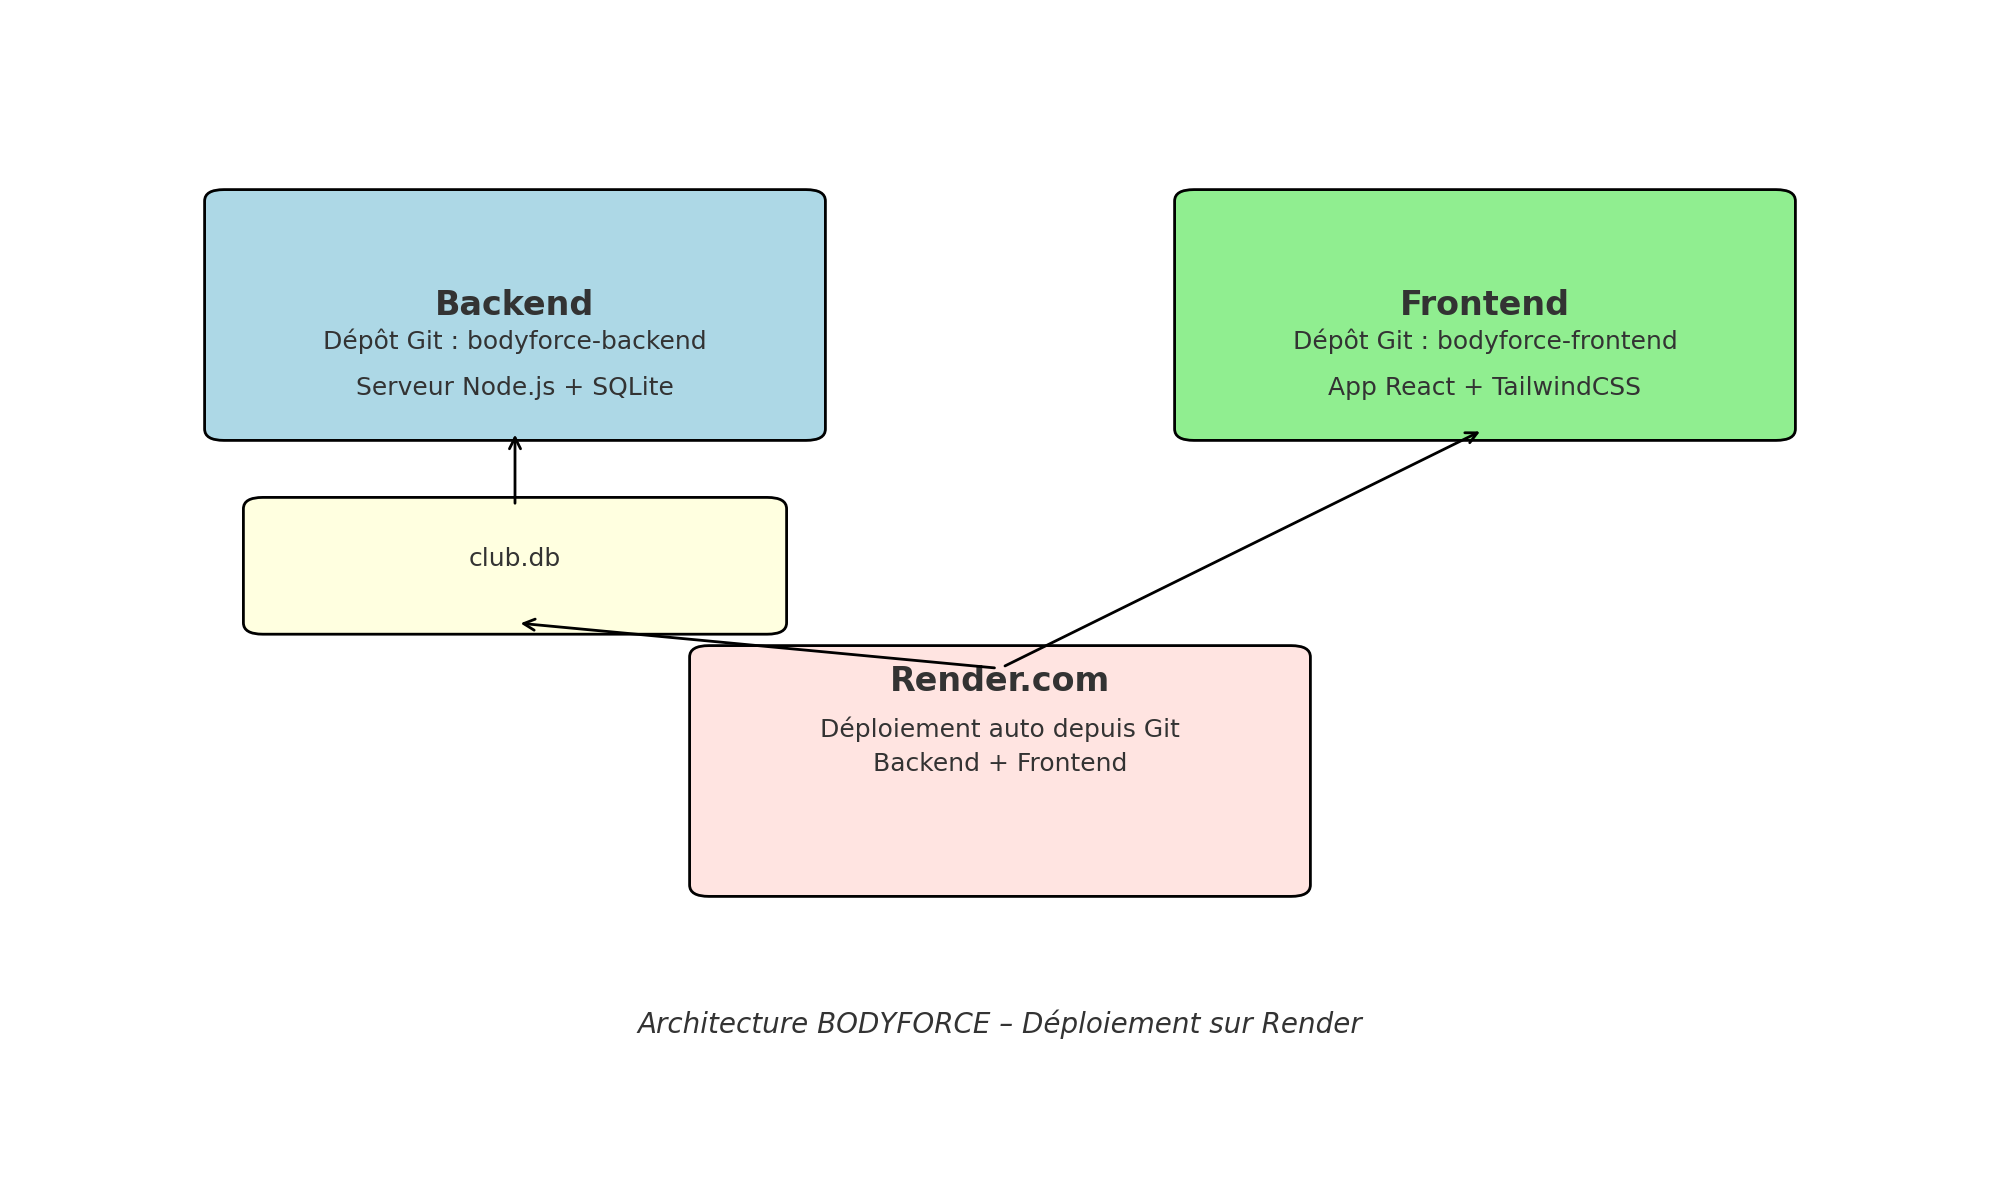 Backend
Dépôt Git : bodyforce-backend
Serveur Node.js + SQLite
Frontend
Dépôt Git : bodyforce-frontend
App React + TailwindCSS
club.db
Render.com
Déploiement auto depuis Git
Backend + Frontend
Architecture BODYFORCE – Déploiement sur Render